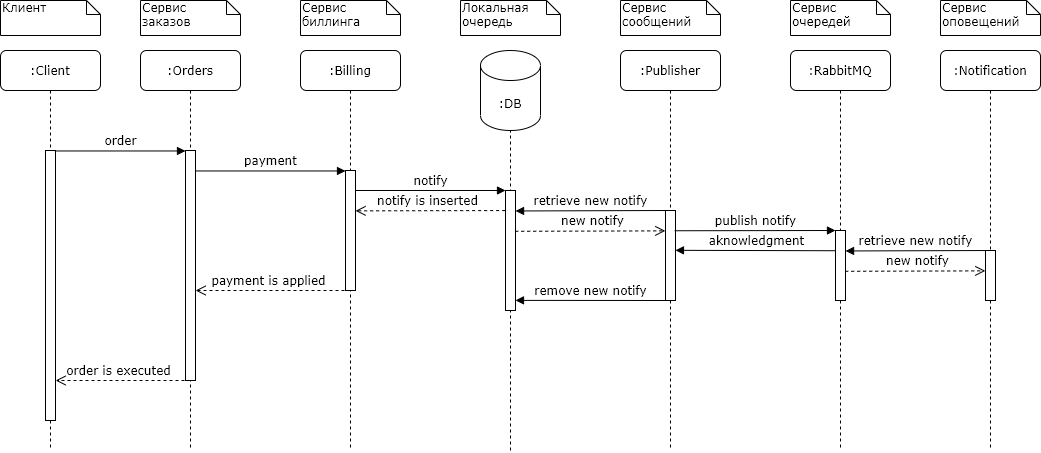 Клиент
Сервис
заказов
Сервис
биллинга
Локальная
очередь
Сервис
сообщений
Сервис
очередей
Сервис
оповещений
:Client
:Orders
:Billing
:DB
:Publisher
:RabbitMQ
:Notification
order
payment
notify
notify is inserted
retrieve new notify
new notify
publish notify
aknowledgment
retrieve new notify
new notify
payment is applied
remove new notify
order is executed